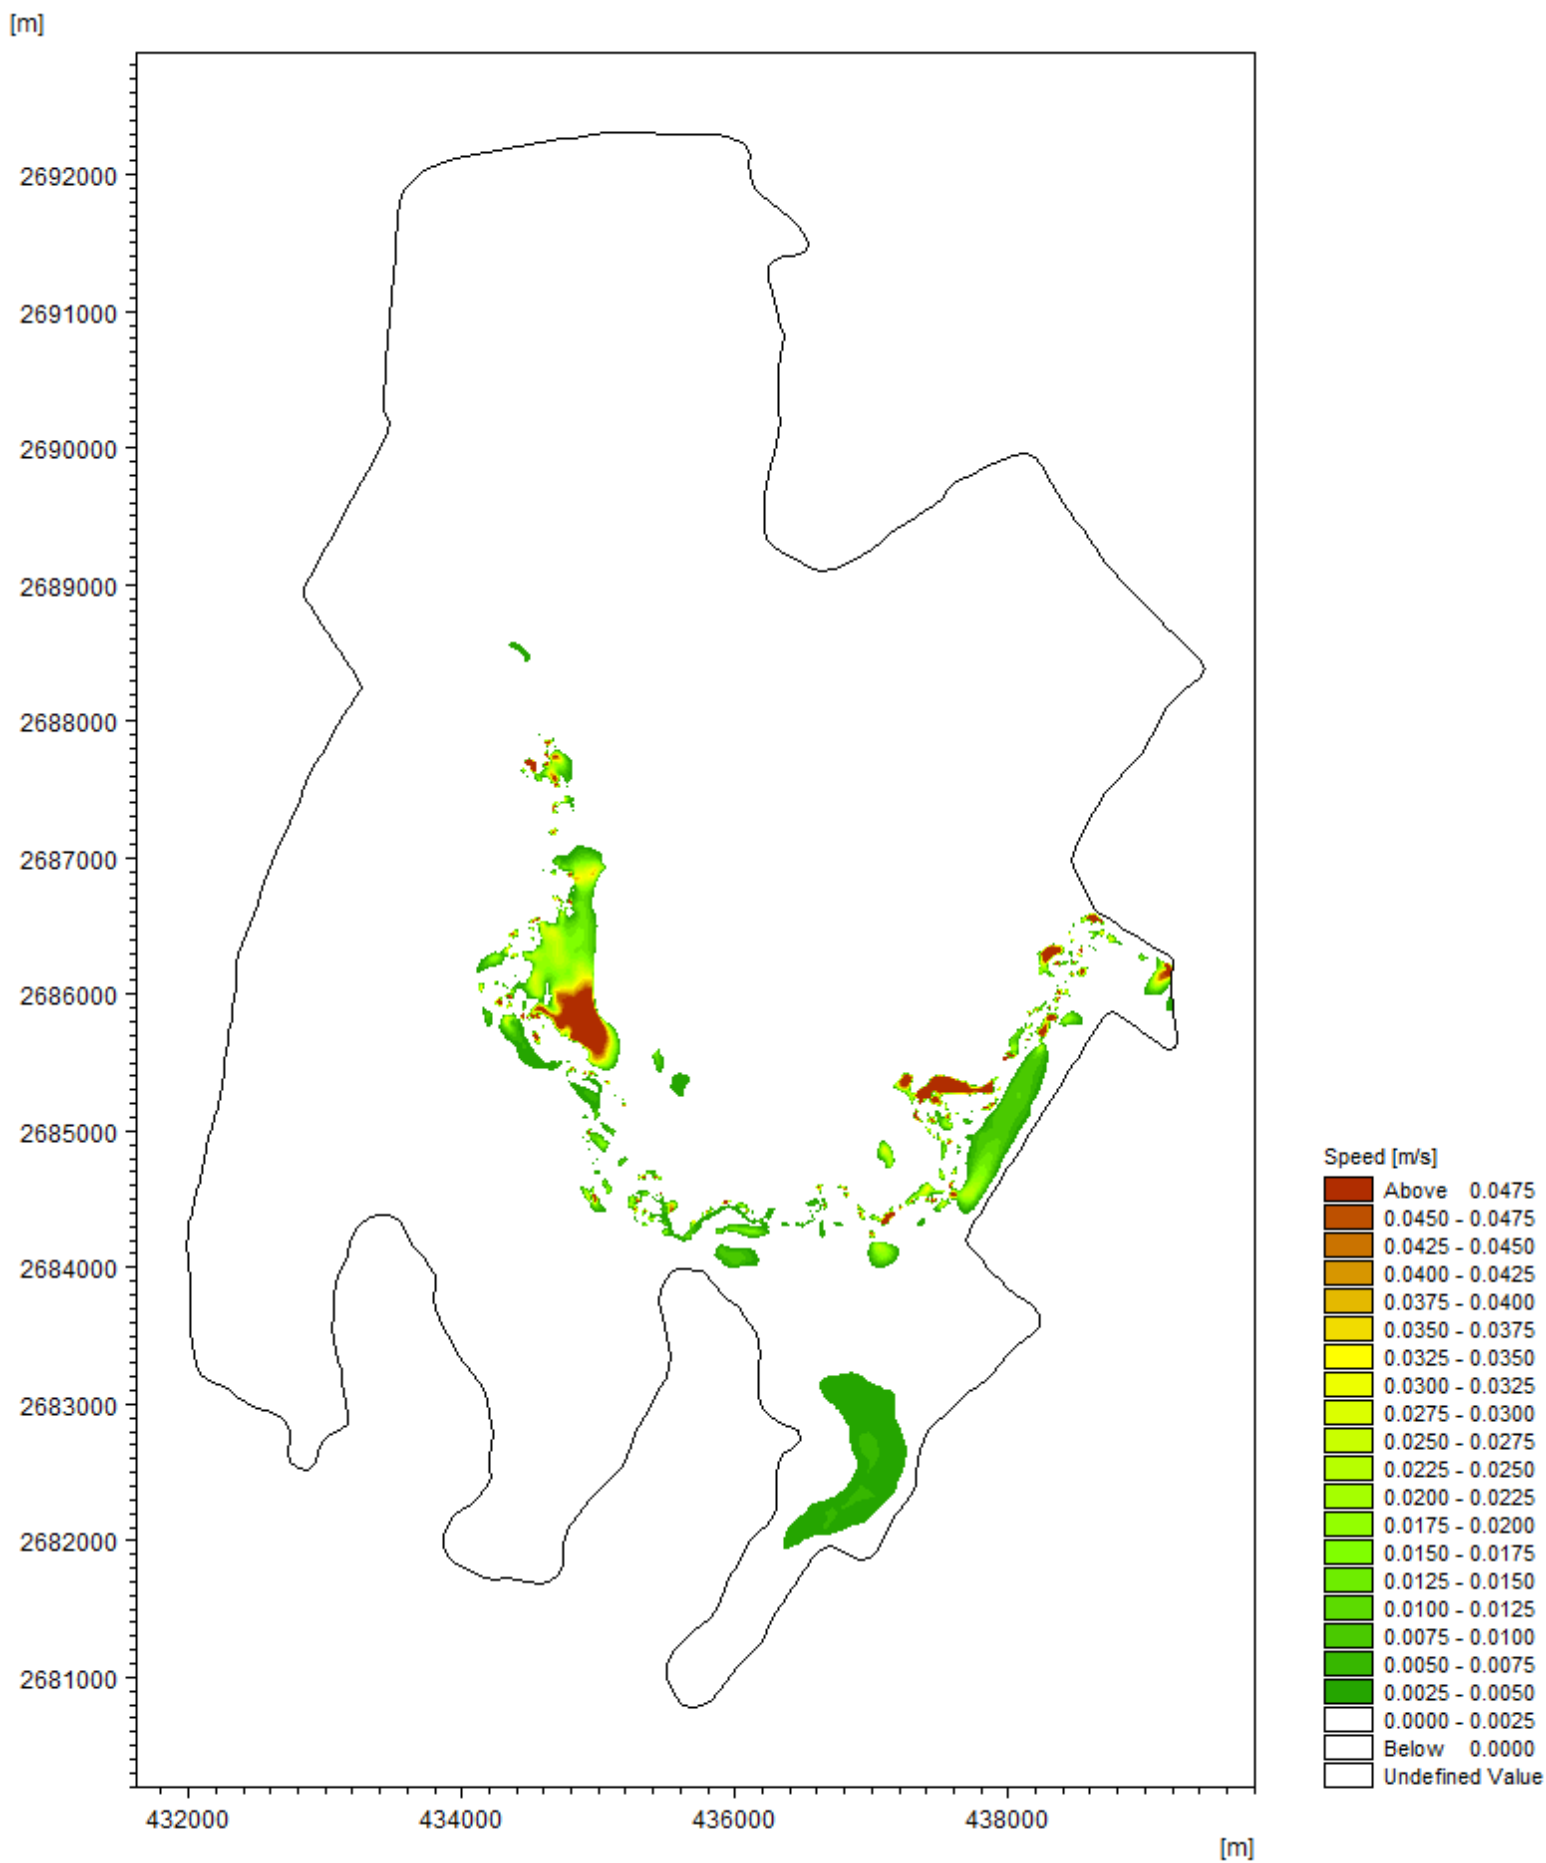 [m]
2692000
2691000
2690000
2689000
2688000
2687000
2686000
2685000
2684000
2683000
2682000
2681000
432000 434000 436000 438000
[m]
Speed [m/s]
Above 0.0475
0.0450 - 0.0475
0.0425 - 0.0450
0.0400 - 0.0425
0.0375 - 0.0400
0.0350 - 0.0375
0.0325 - 0.0350
0.0300 - 0.0325
0.0275 - 0.0300
0.0250 - 0.0275
0.0225 - 0.0250
0.0200 - 0.0225
0.0175 - 0.0200
0.0150 - 0.0175
0.0125 - 0.0150
0.0100 - 0.0125
0.0075 - 0.0100
0.0050 - 0.0075
0.0025 - 0.0050
0.0000 - 0.0025
Below 0.0000
Undefined Value